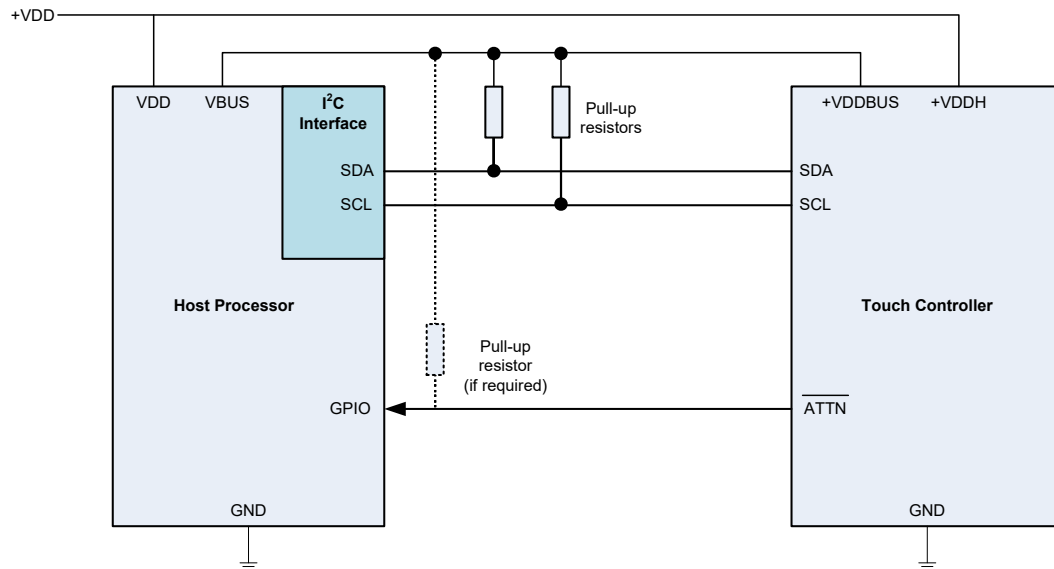 +VDD
VDD
VBUS
I²C
Interface
+VDDBUS
+VDDH
Pull-up
resistors
SDA
SDA
SCL
SCL
Host Processor
Touch Controller
Pull-up
resistor
(if required)
GPIO
ATTN
GND
GND